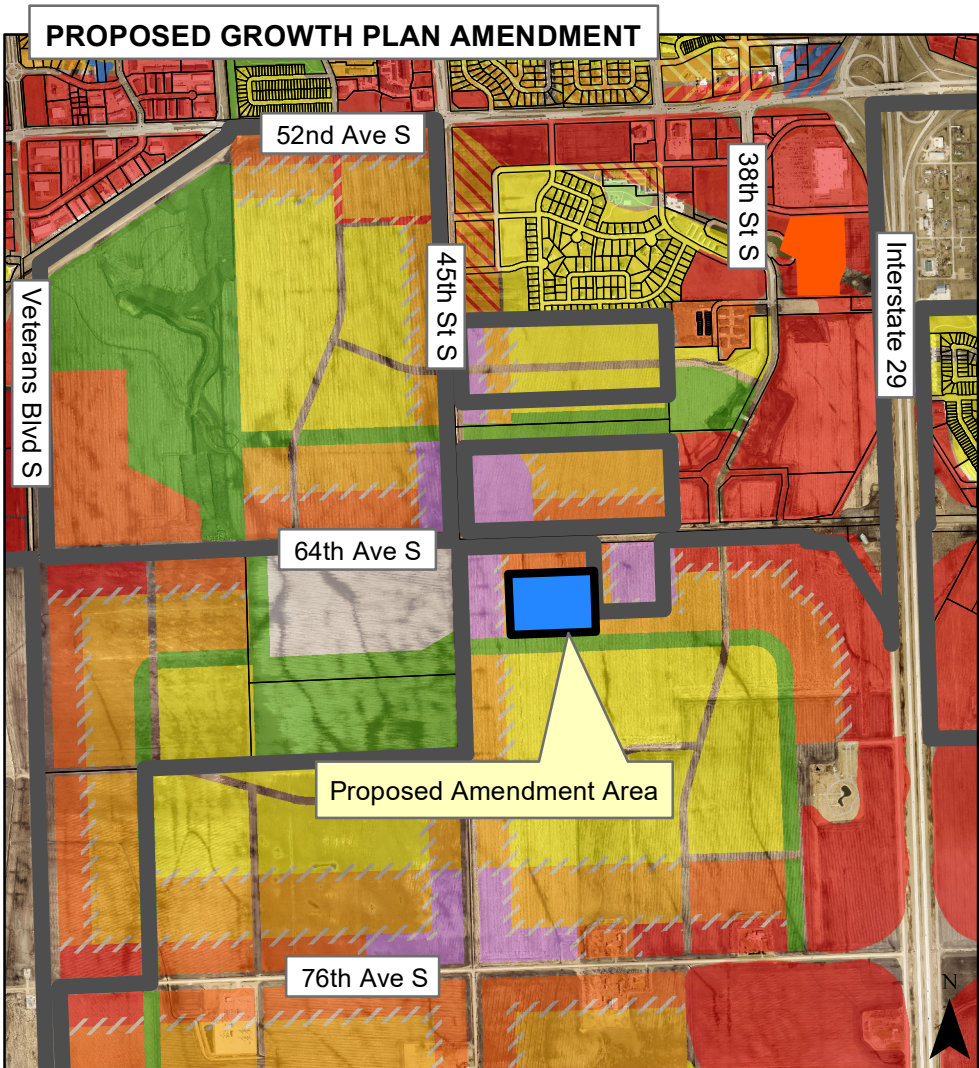 PROPOSED GROWTH PLAN AMENDMENT
52nd Ave S
38th St S
45th St S
Interstate 29
Veterans Blvd S
64th Ave S
Proposed Amendment Area
76th Ave S
N